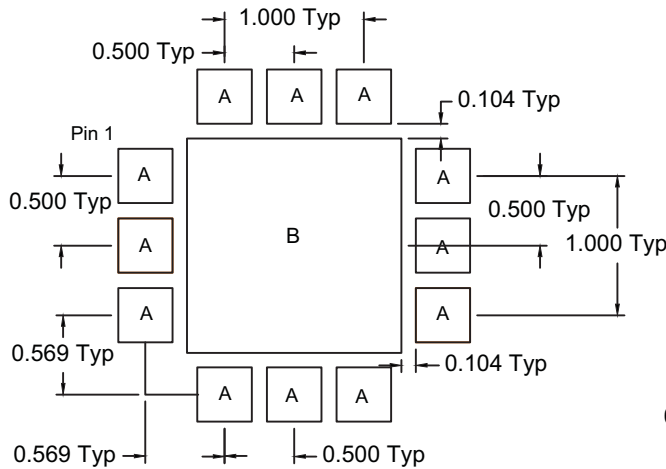 1.000 Typ
0.500 Typ
A A A
0.104 Typ
Pin 1
A A
0.500 Typ 0.500 Typ
B
A A
1.000 Typ
A A
0.569 Typ
0.104 Typ
A A A
0.569 Typ 0.500 Typ